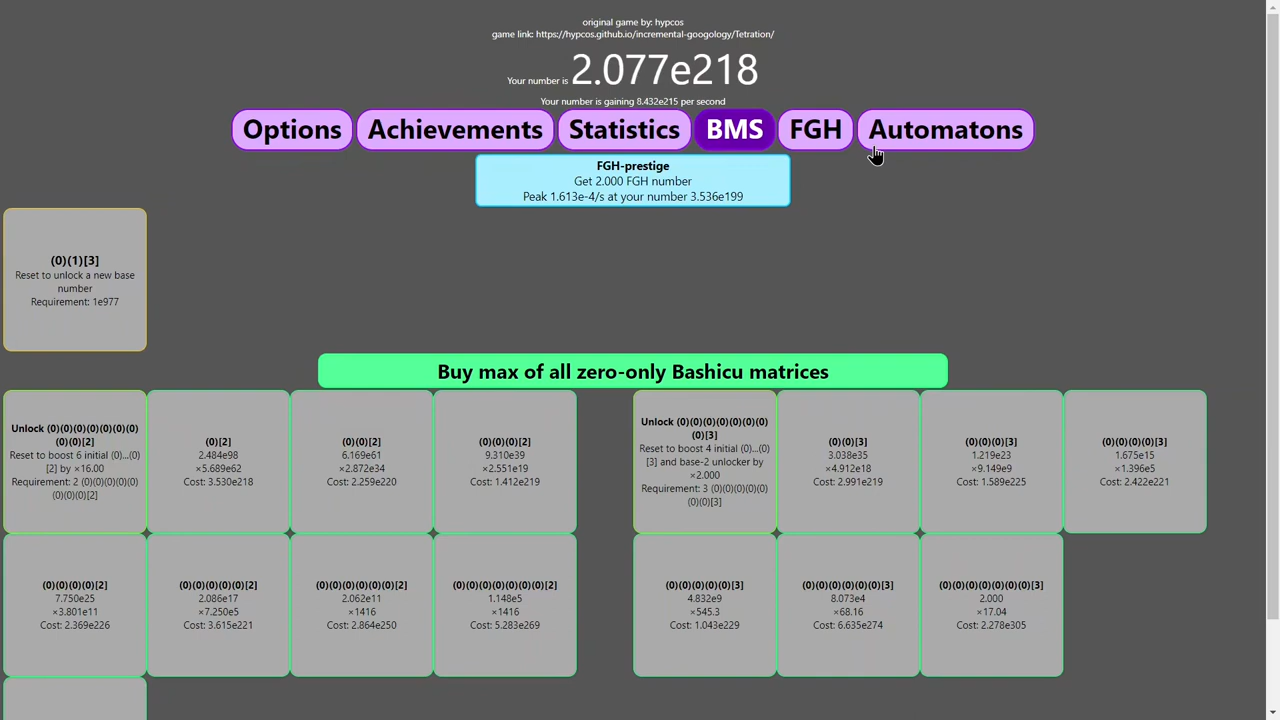 original game by: hypcos
game link: https://hypcos.github.io/incremental-googology/Tetration/
Your number is 2.077e218
Your number is gaining 8.432e215 per second
Options
Achievements
Statistics
BMS
FGH
Automatons
FGH-prestige
Get 2.000 FGH number
Peak 1.613e-4/s at your number 3.536e199
(0)(1)[3]
Reset to unlock a new base
number
Requirement: 1e977
Buy max of all zero-only Bashicu matrices
Unlock (0)(0)(0)(0)(0)(0)(0)
(0)(0)[2]
Reset to boost 6 initial (0)...(0)
[2] by ×16.00
Requirement: 2 (0)(0)(0)(0)(0)
(0)(0)(0)[2]
(0)[2]
2.484e98
×5.689e62
Cost: 3.530e218
(0)(0)[2]
6.169e61
×2.872e34
Cost: 2.259e220
(0)(0)(0)[2]
9.310e39
×2.551e19
Cost: 1.412e219
Unlock (0)(0)(0)(0)(0)(0)(0)
(0)[3]
Reset to boost 4 initial (0)...(0)
[3] and base-2 unlocker by
×2.000
Requirement: 3 (0)(0)(0)(0)(0)
(0)(0)[3]
(0)(0)[3]
3.038e35
×4.912e18
Cost: 2.991e219
(0)(0)(0)[3]
1.219e23
×9.149e9
Cost: 1.589e225
(0)(0)(0)(0)[3]
1.675e15
×1.396e5
Cost: 2.422e221
(0)(0)(0)(0)[2]
7.750e25
×3.801e11
Cost: 2.369e226
(0)(0)(0)(0)(0)[2]
2.086e17
×7.250e5
Cost: 3.615e221
(0)(0)(0)(0)(0)(0)[2]
2.062e11
×1416
Cost: 2.864e250
(0)(0)(0)(0)(0)(0)(0)[2]
1.148e5
×1416
Cost: 5.283e269
(0)(0)(0)(0)(0)[3]
4.832e9
×545.3
Cost: 1.043e229
(0)(0)(0)(0)(0)(0)[3]
8.073e4
×68.16
Cost: 6.635e274
(0)(0)(0)(0)(0)(0)(0)[3]
2.000
×17.04
Cost: 2.278e305